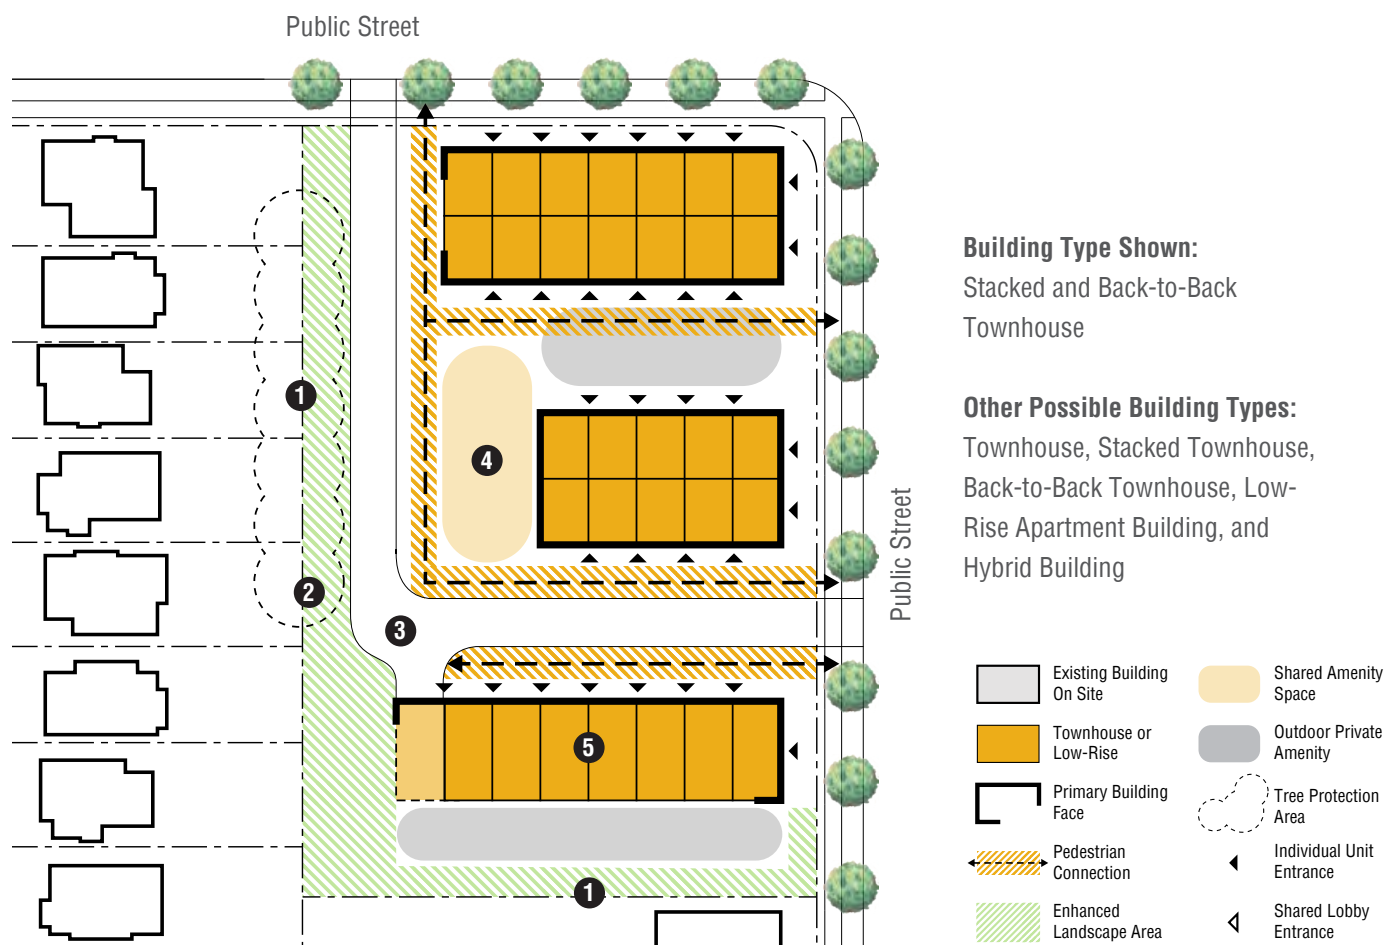 Public Street
1
2
3
4
5
1
Public Street
Building Type Shown:
Stacked and Back-to-Back
Townhouse
Other Possible Building Types:
Townhouse, Stacked Townhouse,
Back-to-Back Townhouse, Low-
Rise Apartment Building, and
Hybrid Building
Existing Building
On Site
Townhouse or
Low-Rise
Primary Building
Face
Pedestrian
Connection
Enhanced
Landscape Area
Shared Amenity
Space
Outdoor Private
Amenity
Tree Protection
Area
Individual Unit
Entrance
Shared Lobby
Entrance